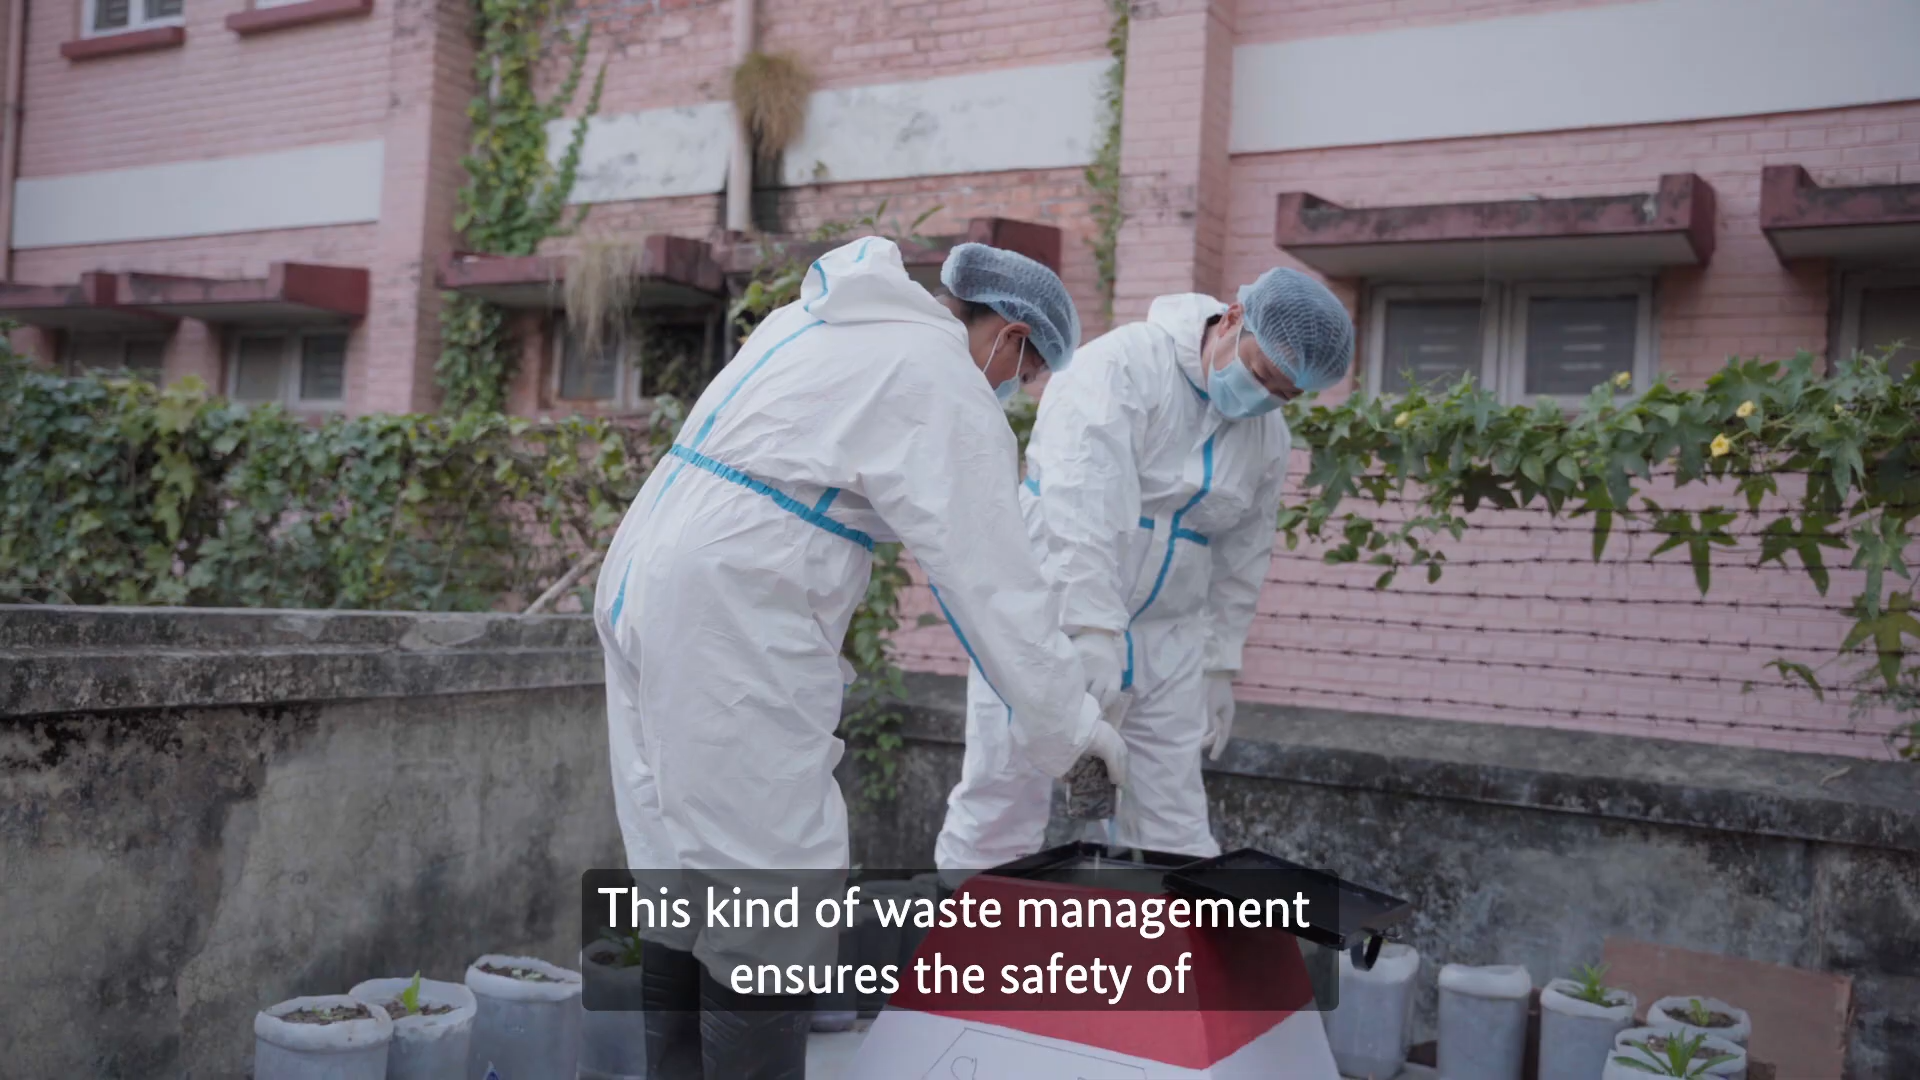 This kind of waste management
ensures the safety of